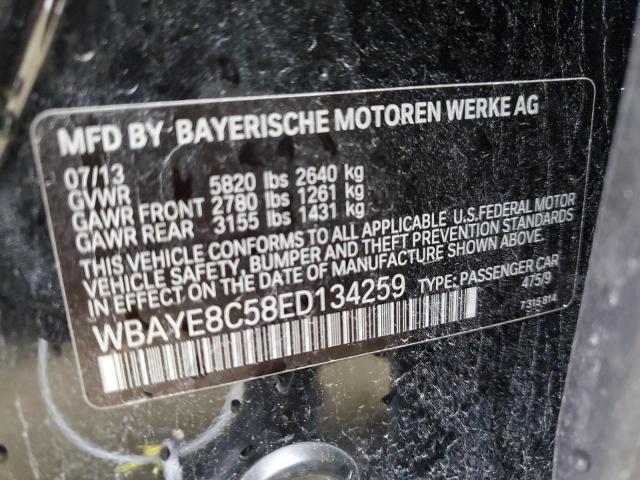 MFD BY BAYERISCHE MOTOREN WERKE AG
07/13
GVWR 5820 lbs 2640 kg
GAWR FRONT 2780 lbs 1261 kg
GAWR REAR 3155 lbs 1431 kg
THIS VEHICLE CONFORMS TO ALL APPLICABLE U.S.FEDERAL MOTOR
VEHICLE SAFETY, BUMPER AND THEFT PREVENTION STANDARDS
IN EFFECT ON THE DATE OF MANUFACTURE SHOWN ABOVE.
WBAYE8C58ED134259 TYPE: PASSENGER CAR
475/9
7315814